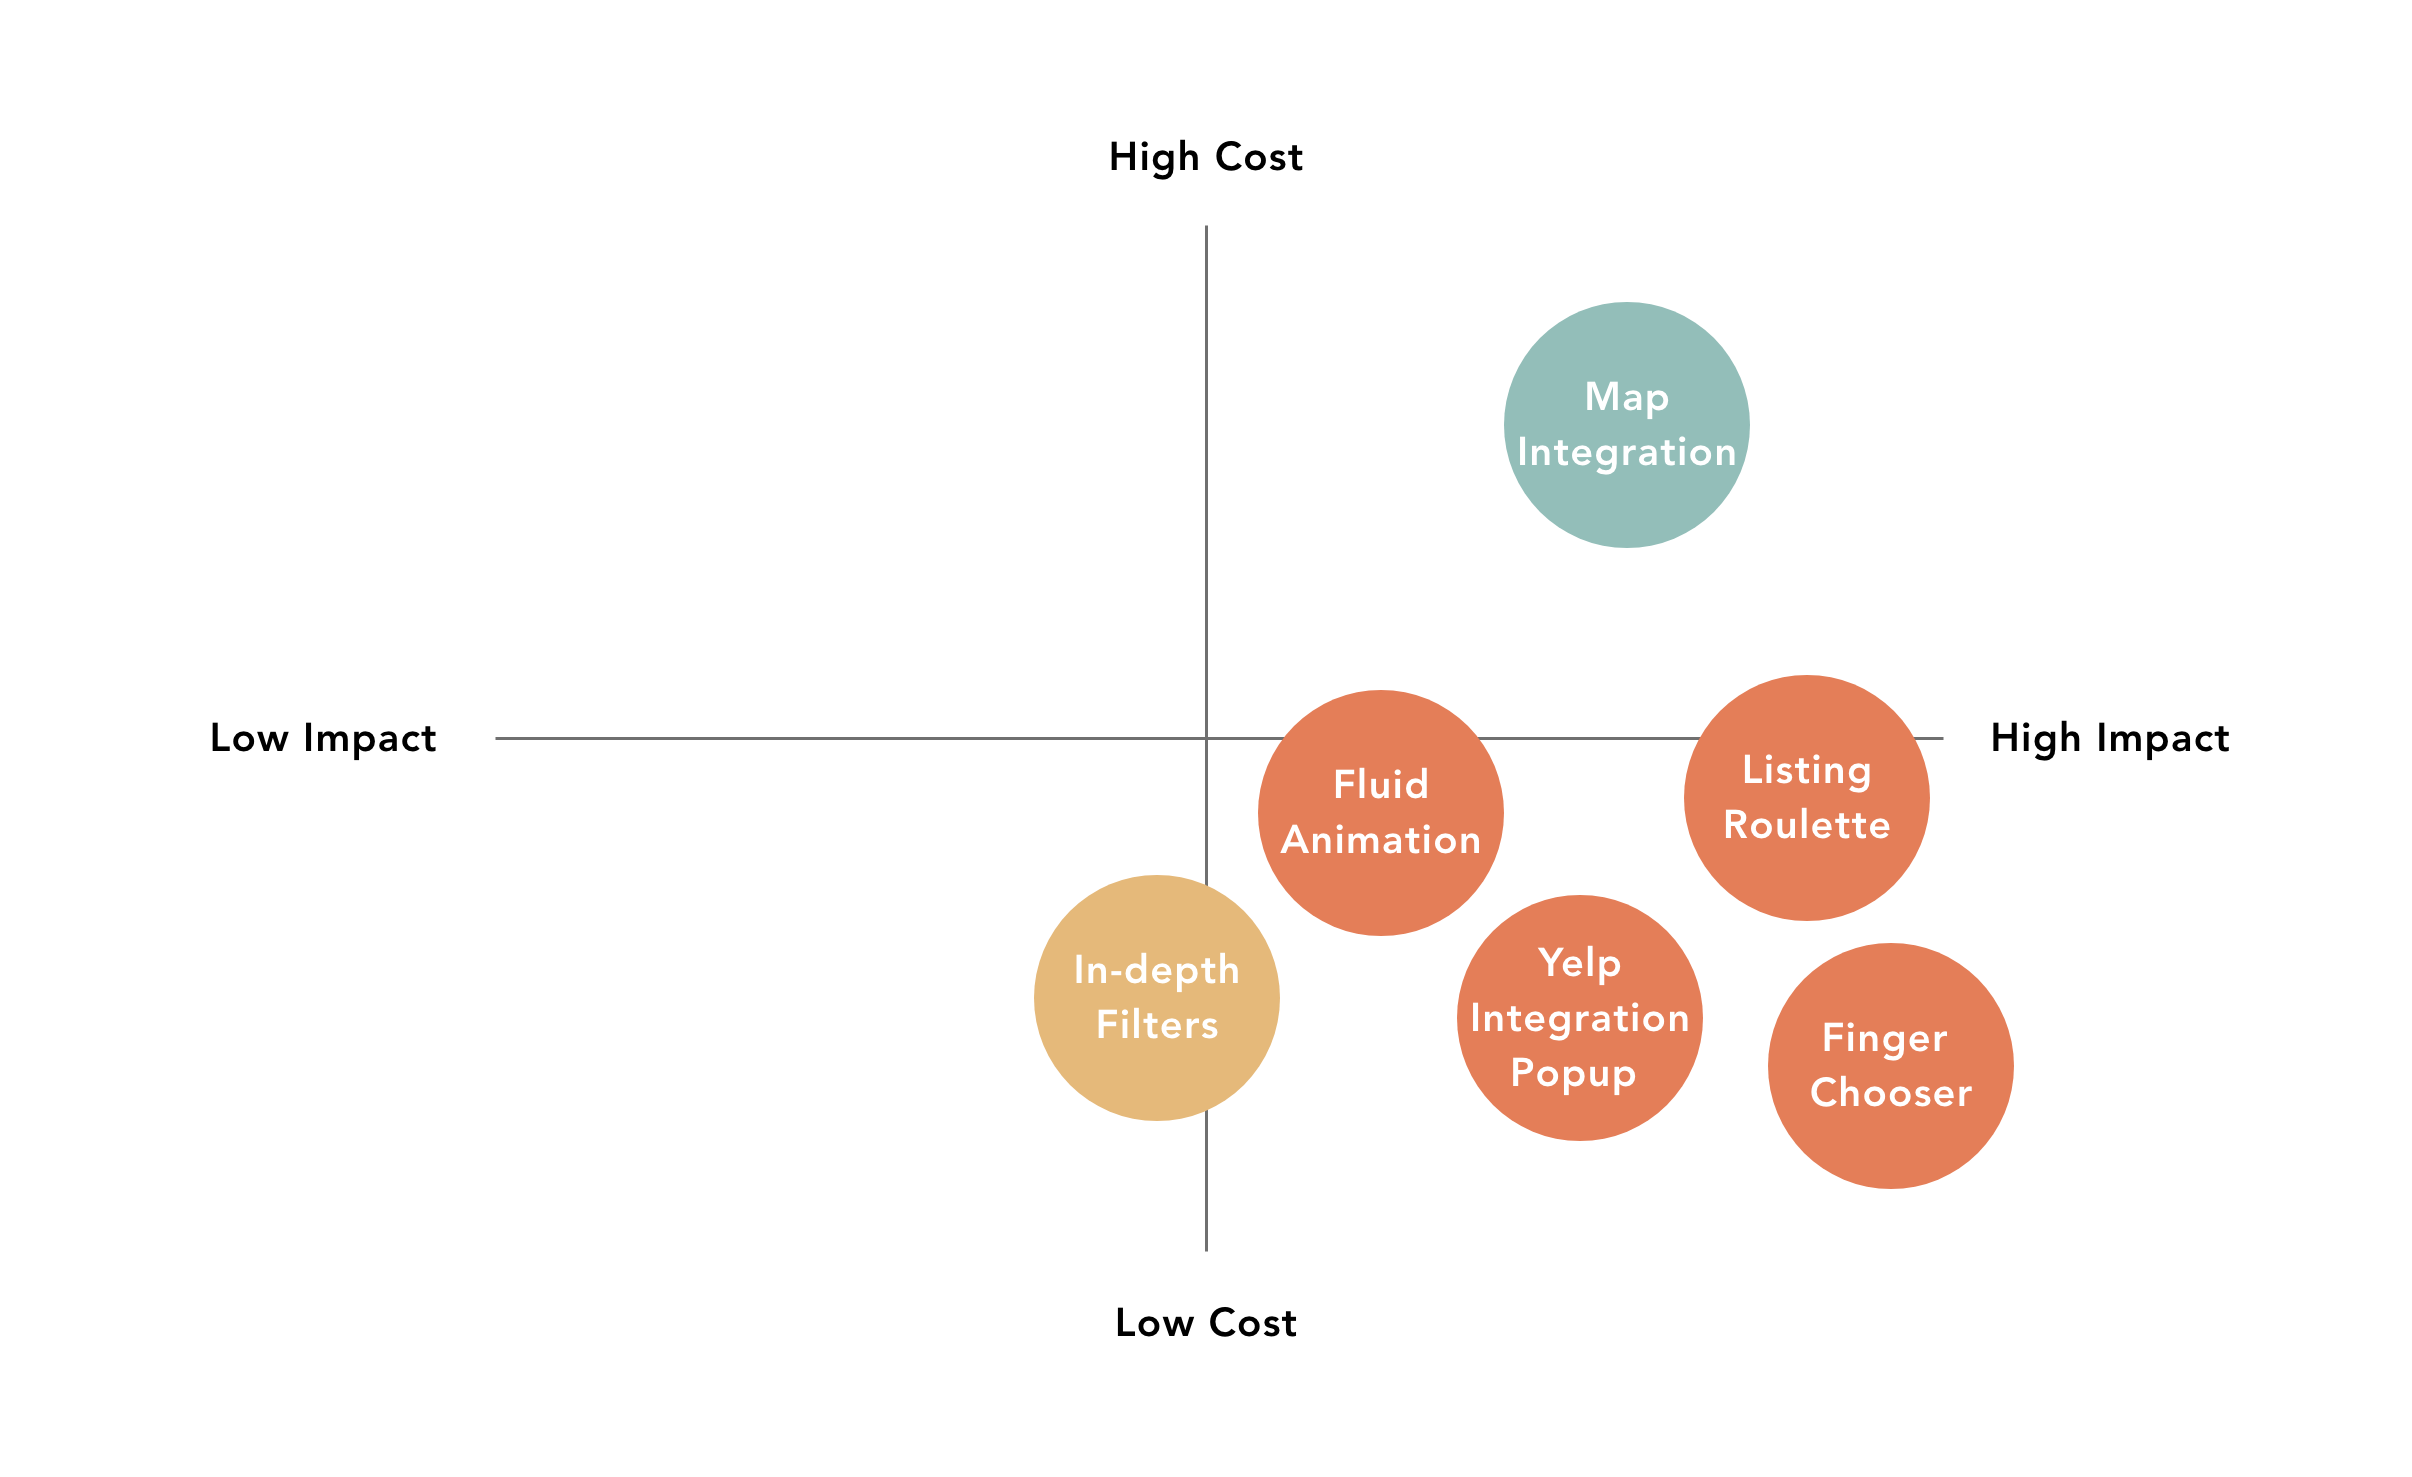 High Cost
Map
Integration
Low Impact
High Impact
Fluid
Animation
Listing
Roulette
In-depth
Filters
Yelp
Integration
Popup
Finger
Chooser
Low Cost